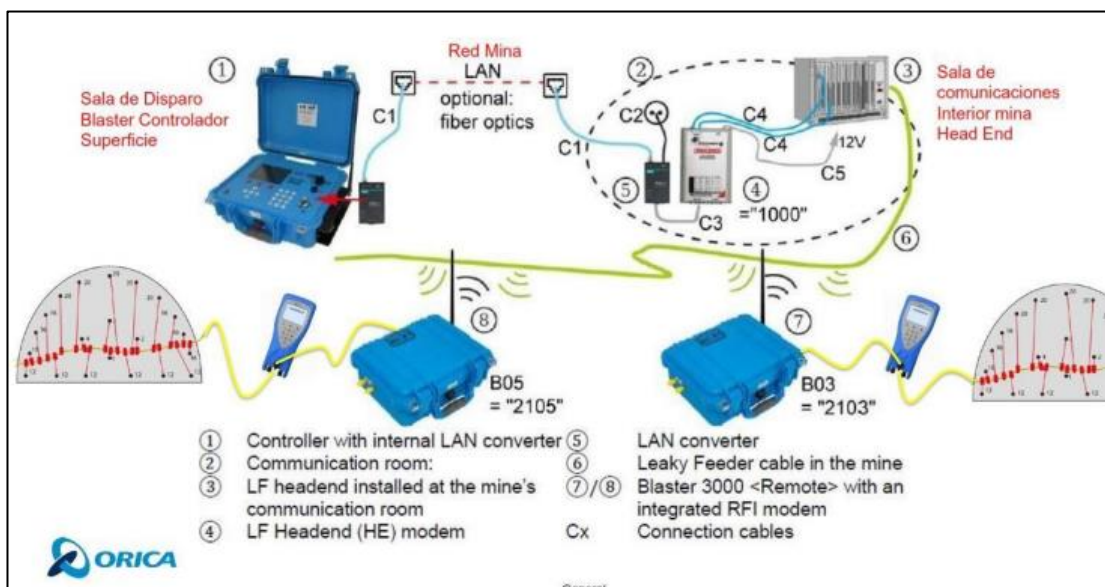 ①
Sala de Disparo
Blaster Controlador
Superficie
C1
Red Mina
LAN
optional:
fiber optics
C1
②
C2
C4
C4
12V
C5
⑤
④
="1000"
C3
③
Sala de
comunicaciones
Interior mina
Head End
⑥
⑧
B05
= "2105"
⑦
B03
= "2103"
① Controller with internal LAN converter
② Communication room:
③ LF headend installed at the mine's
communication room
④ LF Headend (HE) modem
⑤ LAN converter
⑥ Leaky Feeder cable in the mine
⑦/⑧ Blaster 3000 <Remote> with an
integrated RFI modem
Cx Connection cables
ORICA